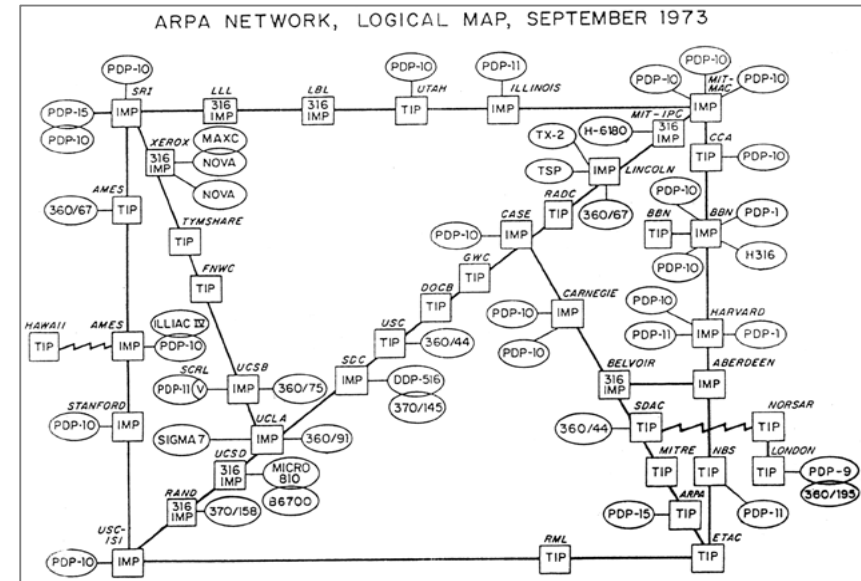 ARPA NETWORK, LOGICAL MAP, SEPTEMBER 1973
PDP-10
PDP-10
PDP-11
PDP-10
SRI
LLL
LBL
UTAH
ILLINOIS
PDP-10
MIT-
MAC
PDP-10
PDP-15
PDP-10
IMP
316
IMP
316
IMP
TIP
IMP
IMP
MIT-IPC
XEROX
316
IMP
MAXC
NOVA
NOVA
TX-2
H-6180
316
IMP
CCA
TIP
PDP-10
TSP
IMP
LINCOLN
360/67
AMES
360/67
TIP
RADC
TIP
PDP-10
BBN
TIP
BBN
IMP
PDP-1
H316
PDP-10
TYMSHARE
TIP
CASE
PDP-10
IMP
GWC
TIP
FNWC
TIP
DOCB
TIP
CARNEGIE
PDP-10
IMP
PDP-10
PDP-10
HARVARD
PDP-11
IMP
PDP-1
HAWAII
TIP
AMES
IMP
ILLIAC IV
PDP-10
USC
TIP
360/44
SDC
IMP
DDP-516
370/145
BELVOIR
316
IMP
ABERDEEN
IMP
SCRL
PDP-11
V
UCSB
IMP
360/75
STANFORD
PDP-10
IMP
UCLA
SIGMA 7
IMP
360/91
SDAC
360/44
TIP
NORSAR
TIP
UCSD
316
IMP
MICRO
810
B6700
MITRE
TIP
NBS
TIP
PDP-11
LONDON
TIP
PDP-9
360/195
RAND
316
IMP
370/158
ARPA
PDP-15
TIP
USC-
ISI
PDP-10
IMP
RML
TIP
ETAC
TIP